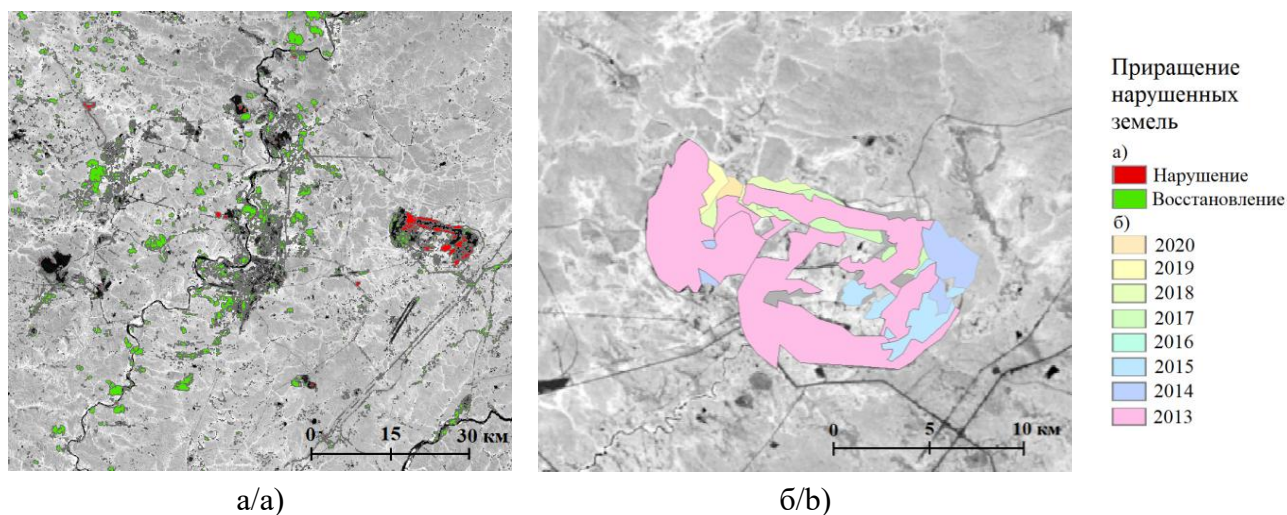 0 15 30 км
0 5 10 км
Приращение
нарушенных
земель
а)
Нарушение
Восстановление
б)
2020
2019
2018
2017
2016
2015
2014
2013
а/a)
б/b)